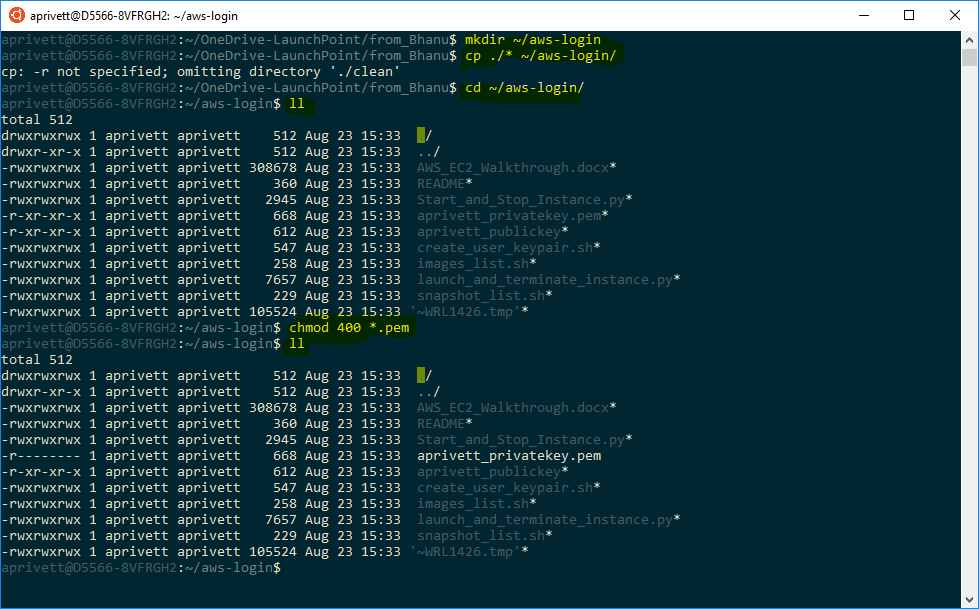 aprivett@D5566-8VFRGH2: ~/aws-login
aprivett@D5566-8VFRGH2:~/OneDrive-LaunchPoint/from_Bhanu$ mkdir ~/aws-login
aprivett@D5566-8VFRGH2:~/OneDrive-LaunchPoint/from_Bhanu$ cp ./* ~/aws-login/
cp: -r not specified; omitting directory './clean'
aprivett@D5566-8VFRGH2:~/OneDrive-LaunchPoint/from_Bhanu$ cd ~/aws-login/
aprivett@D5566-8VFRGH2:~/aws-login$ ll
total 512
drwxrwxrwx 1 aprivett aprivett    512 Aug 23 15:33  ./
drwxr-xr-x 1 aprivett aprivett    512 Aug 23 15:33  ../
-rwxrwxrwx 1 aprivett aprivett 308678 Aug 23 15:33  AWS_EC2_Walkthrough.docx*
-rwxrwxrwx 1 aprivett aprivett    360 Aug 23 15:33  README*
-rwxrwxrwx 1 aprivett aprivett   2945 Aug 23 15:33  Start_and_Stop_Instance.py*
-r-xr-xr-x 1 aprivett aprivett    668 Aug 23 15:33  aprivett_privatekey.pem*
-r-xr-xr-x 1 aprivett aprivett    612 Aug 23 15:33  aprivett_publickey*
-rwxrwxrwx 1 aprivett aprivett    547 Aug 23 15:33  create_user_keypair.sh*
-rwxrwxrwx 1 aprivett aprivett    258 Aug 23 15:33  images_list.sh*
-rwxrwxrwx 1 aprivett aprivett   7657 Aug 23 15:33  launch_and_terminate_instance.py*
-rwxrwxrwx 1 aprivett aprivett    229 Aug 23 15:33  snapshot_list.sh*
-rwxrwxrwx 1 aprivett aprivett 105524 Aug 23 15:33 '~WRL1426.tmp'*
aprivett@D5566-8VFRGH2:~/aws-login$ chmod 400 *.pem
aprivett@D5566-8VFRGH2:~/aws-login$ ll
total 512
drwxrwxrwx 1 aprivett aprivett    512 Aug 23 15:33  ./
drwxr-xr-x 1 aprivett aprivett    512 Aug 23 15:33  ../
-rwxrwxrwx 1 aprivett aprivett 308678 Aug 23 15:33  AWS_EC2_Walkthrough.docx*
-rwxrwxrwx 1 aprivett aprivett    360 Aug 23 15:33  README*
-rwxrwxrwx 1 aprivett aprivett   2945 Aug 23 15:33  Start_and_Stop_Instance.py*
-r-------- 1 aprivett aprivett    668 Aug 23 15:33  aprivett_privatekey.pem
-r-xr-xr-x 1 aprivett aprivett    612 Aug 23 15:33  aprivett_publickey*
-rwxrwxrwx 1 aprivett aprivett    547 Aug 23 15:33  create_user_keypair.sh*
-rwxrwxrwx 1 aprivett aprivett    258 Aug 23 15:33  images_list.sh*
-rwxrwxrwx 1 aprivett aprivett   7657 Aug 23 15:33  launch_and_terminate_instance.py*
-rwxrwxrwx 1 aprivett aprivett    229 Aug 23 15:33  snapshot_list.sh*
-rwxrwxrwx 1 aprivett aprivett 105524 Aug 23 15:33 '~WRL1426.tmp'*
aprivett@D5566-8VFRGH2:~/aws-login$